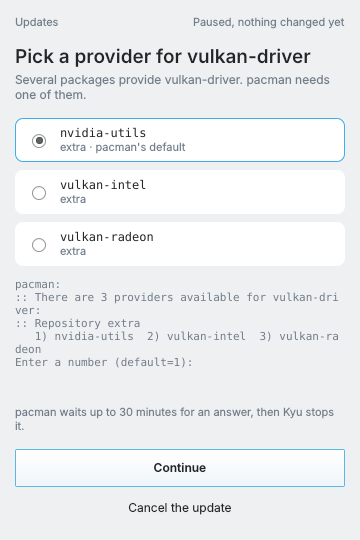 Updates
Paused, nothing changed yet
Pick a provider for vulkan-driver
Several packages provide vulkan-driver. pacman needs
one of them.
nvidia-utils
extra · pacman's default
vulkan-intel
extra
vulkan-radeon
extra
pacman:
:: There are 3 providers available for vulkan-dri
ver:
:: Repository extra
   1) nvidia-utils  2) vulkan-intel  3) vulkan-ra
deon
Enter a number (default=1):
pacman waits up to 30 minutes for an answer, then Kyu stops
it.
Continue
Cancel the update